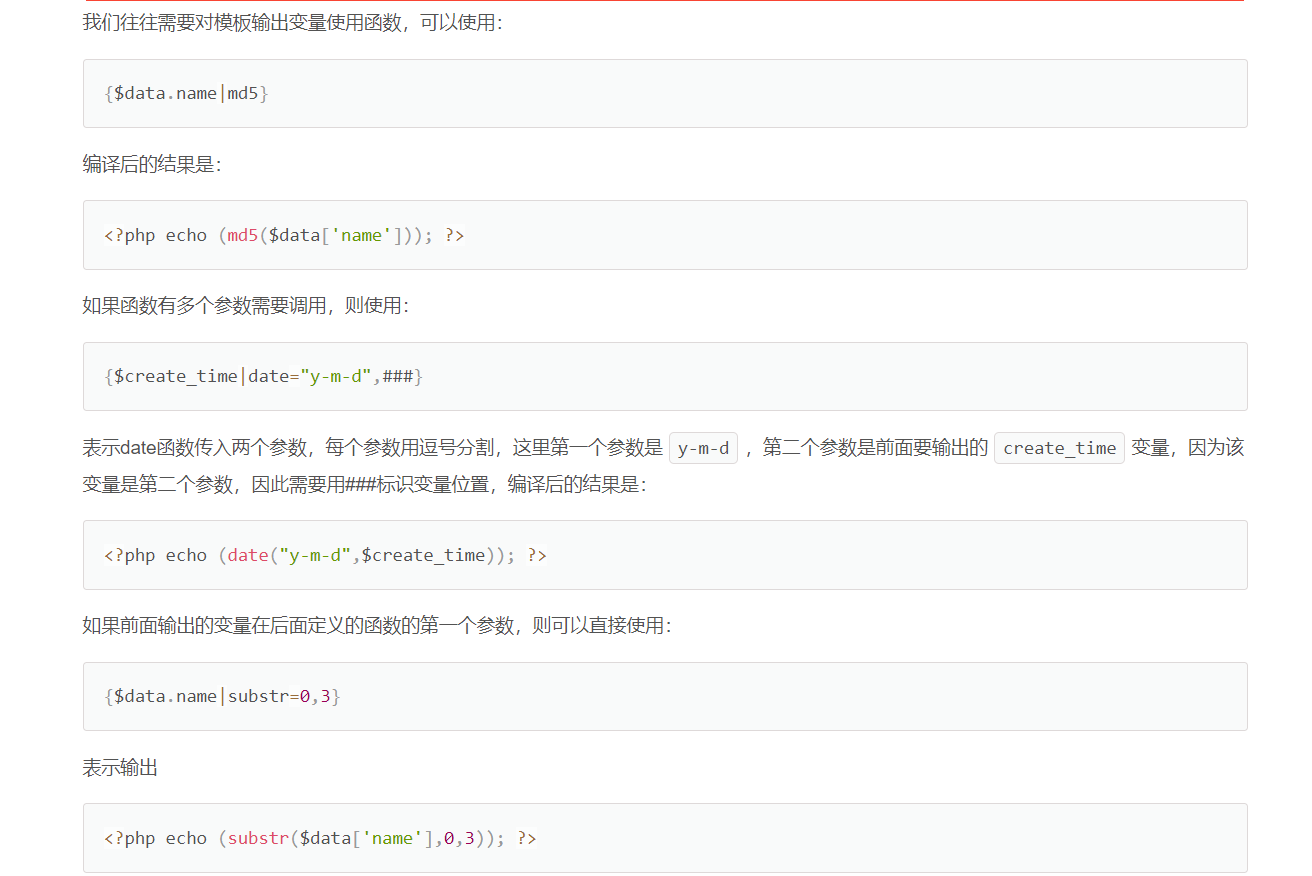 我们往往需要对模板输出变量使用函数，可以使用：
{$data.name|md5}
编译后的结果是：
<?php echo (md5($data['name'])); ?>
如果函数有多个参数需要调用，则使用：
{$create_time|date="y-m-d",###}
表示date函数传入两个参数，每个参数用逗号分割，这里第一个参数是 y-m-d ，第二个参数是前面要输出的 create_time 变量，因为该
变量是第二个参数，因此需要用###标识变量位置，编译后的结果是：
<?php echo (date("y-m-d",$create_time)); ?>
如果前面输出的变量在后面定义的函数的第一个参数，则可以直接使用：
{$data.name|substr=0,3}
表示输出
<?php echo (substr($data['name'],0,3)); ?>